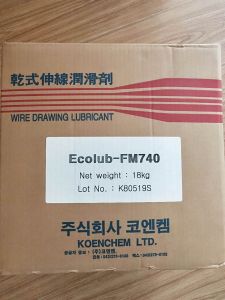 乾式伸線潤滑剤
WIRE DRAWING LUBRICANT
Ecolub-FM740
Net weight : 18kg
Lot No. : K80519S
주식회사 코엔켐
KOENCHEM LTD.